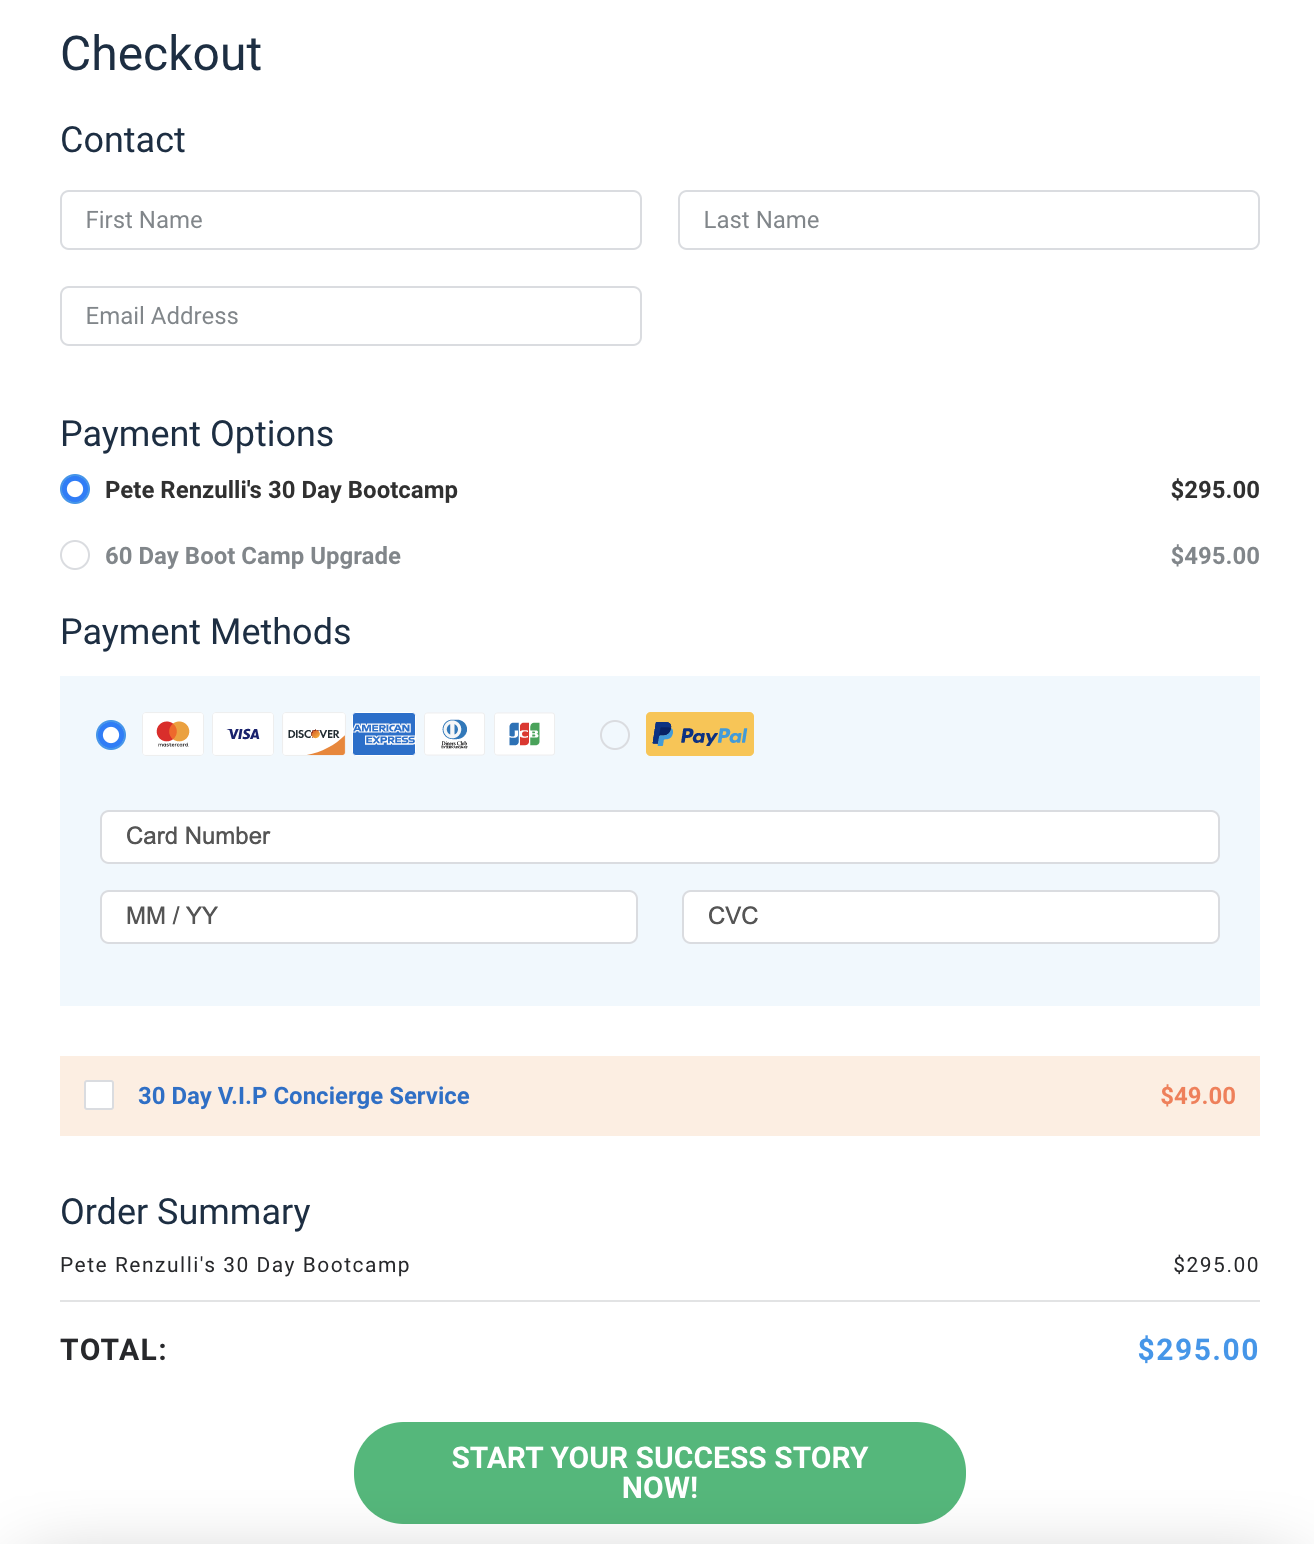 Checkout
Contact
First Name
Last Name
Email Address
Payment Options
Pete Renzulli's 30 Day Bootcamp $295.00
60 Day Boot Camp Upgrade $495.00
Payment Methods
mastercard VISA DISCOVER AMERICAN EXPRESS Diners Club INTERNATIONAL JCB PayPal
Card Number
MM / YY
CVC
30 Day V.I.P Concierge Service $49.00
Order Summary
Pete Renzulli's 30 Day Bootcamp $295.00
TOTAL: $295.00
START YOUR SUCCESS STORY
NOW!